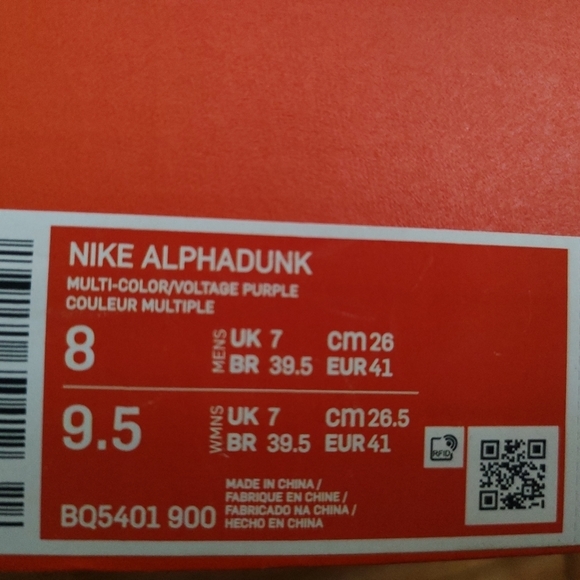 NIKE ALPHADUNK
MULTI-COLOR/VOLTAGE PURPLE
COULEUR MULTIPLE
8 MENS UK 7 cm 26
BR 39.5 EUR 41
9.5 WMNS UK 7 cm 26.5
BR 39.5 EUR 41
RFID
MADE IN CHINA /
FABRIQUE EN CHINE /
FABRICADO NA CHINA /
HECHO EN CHINA
BQ5401 900